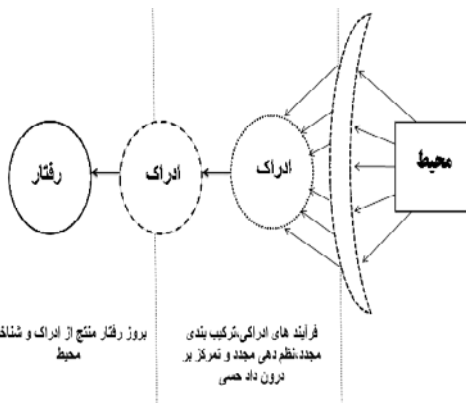 محیط
ادراک
ادراک
رفتار
فرآیند های ادراکی،ترکیب بندی
مجدد،نظم دهی مجدد و تمرکز بر
درون داد حسی
بروز رفتار منتج از ادراک و شناخ
محیط